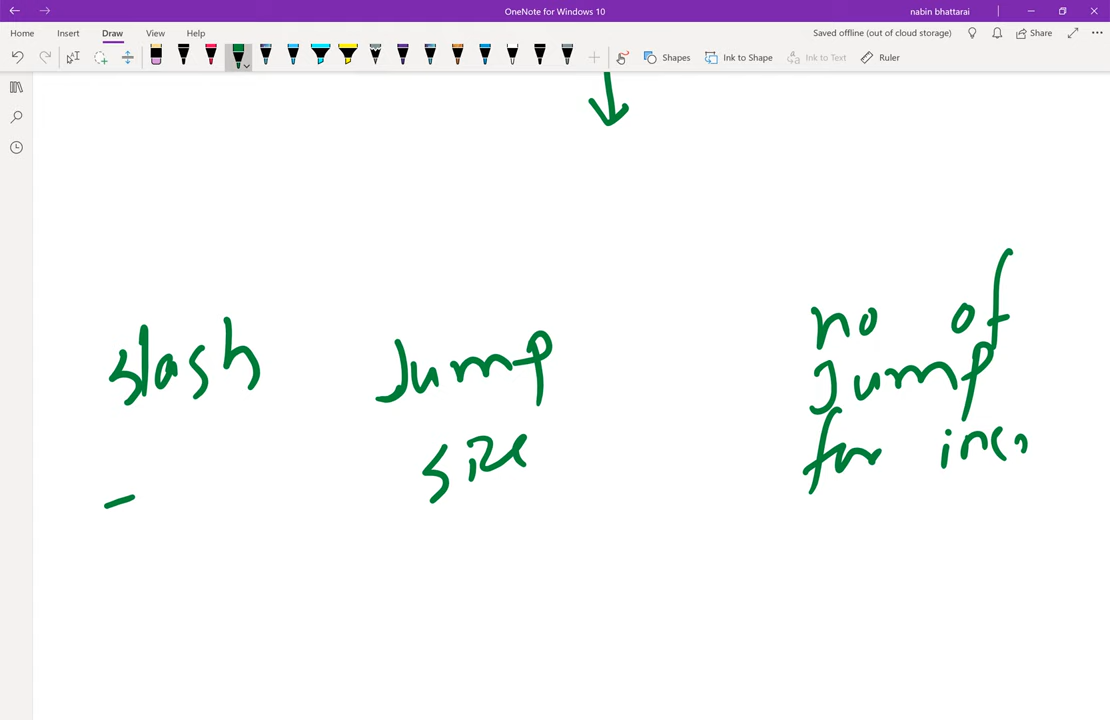 OneNote for Windows 10
nabin bhattarai
Home Insert Draw View Help
Saved offline (out of cloud storage)
Share
Shapes
Ink to Shape
Ink to Text
Ruler
slash
Jump
size
no of
Jump
for